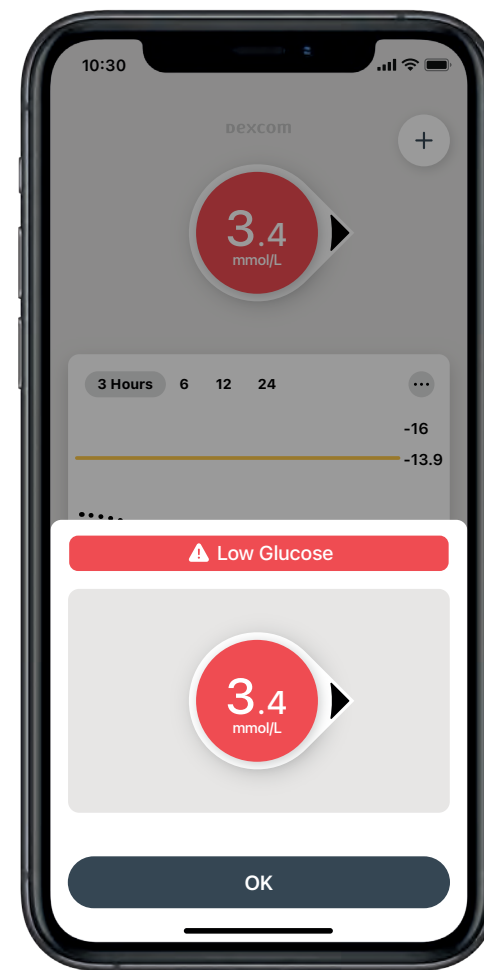 10:30
Dexcom
+
3.4
mmol/L
3 Hours 6 12 24 ...
-16
-13.9
Low Glucose
3.4
mmol/L
OK